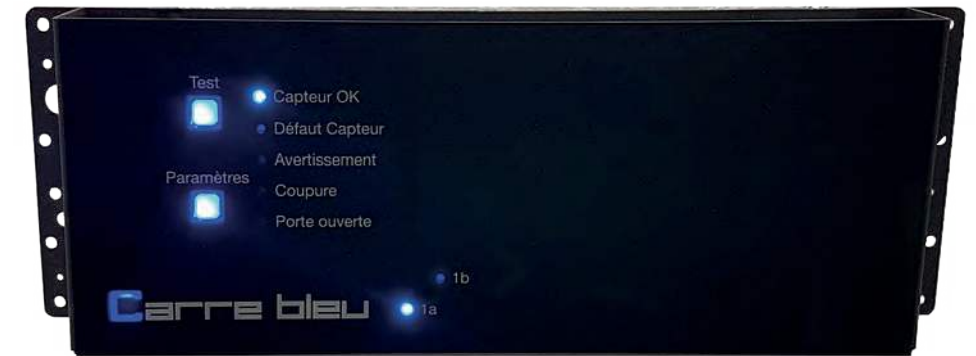 Test
Capteur OK
Défaut Capteur
Avertissement
Paramètres
Coupure
Porte ouverte
1b
Carre bleu
1a